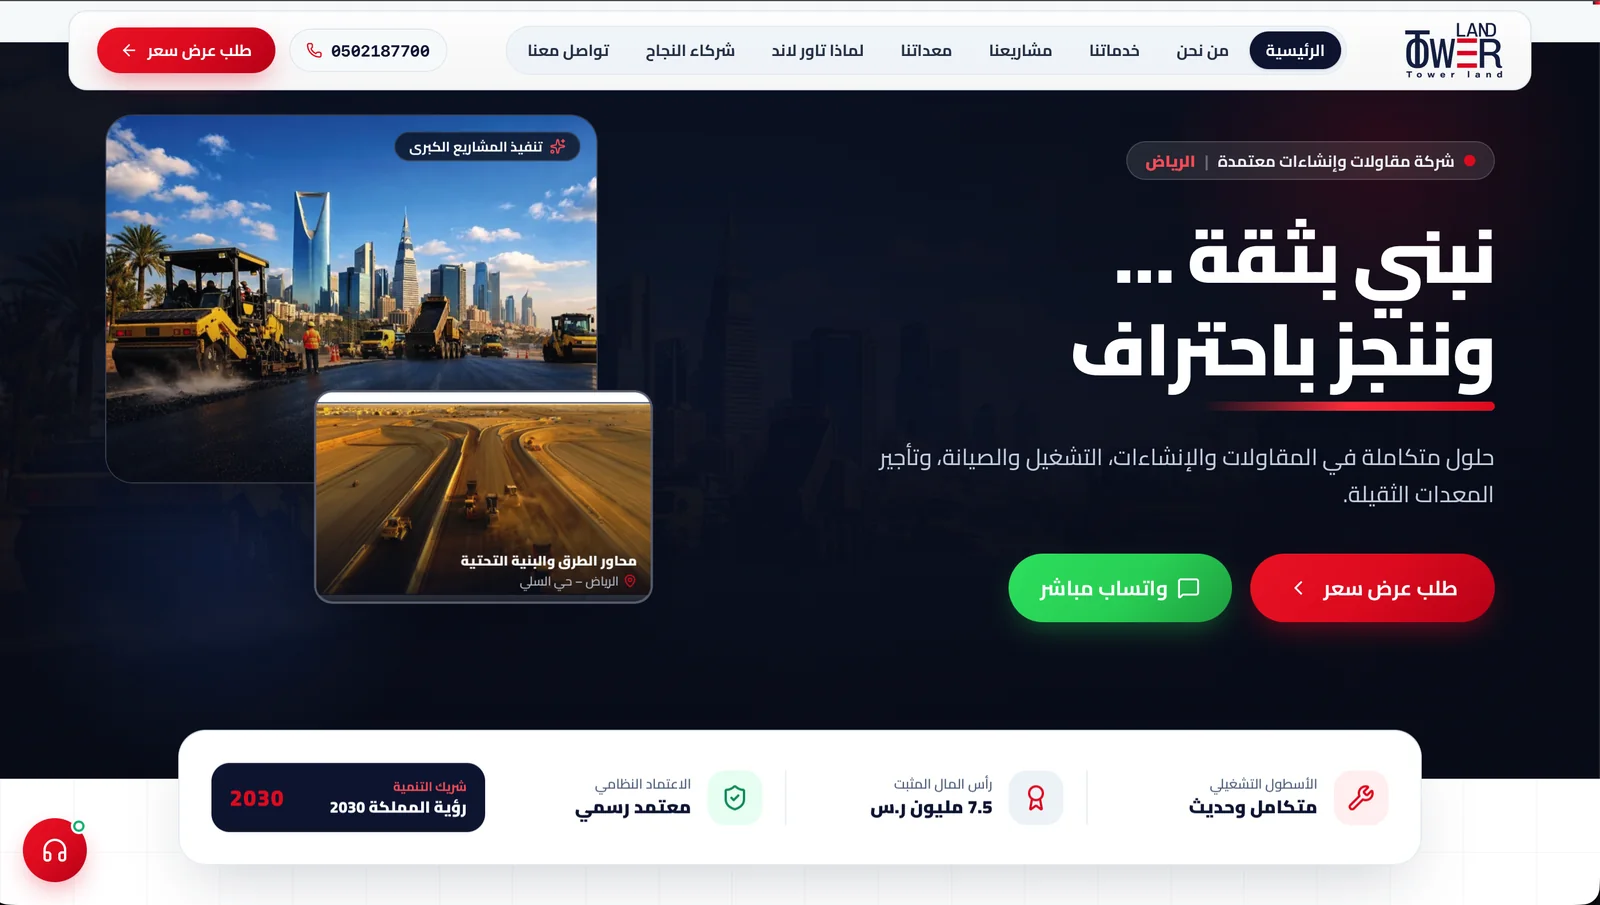 LAND
TOWER
Tower land
الرئيسية
من نحن
خدماتنا
مشاريعنا
معداتنا
لماذا تاور لاند
شركاء النجاح
تواصل معنا
0502187700
طلب عرض سعر
شركة مقاولات وإنشاءات معتمدة | الرياض
نبني بثقة ...
وننجز باحتراف
حلول متكاملة في المقاولات والإنشاءات، التشغيل والصيانة، وتأجير
المعدات الثقيلة.
طلب عرض سعر
واتساب مباشر
تنفيذ المشاريع الكبرى
محاور الطرق والبنية التحتية
الرياض – حي السلي
الأسطول التشغيلي
متكامل وحديث
رأس المال المثبت
7.5 مليون ر.س
الاعتماد النظامي
معتمد رسمي
شريك التنمية
رؤية المملكة 2030
2030